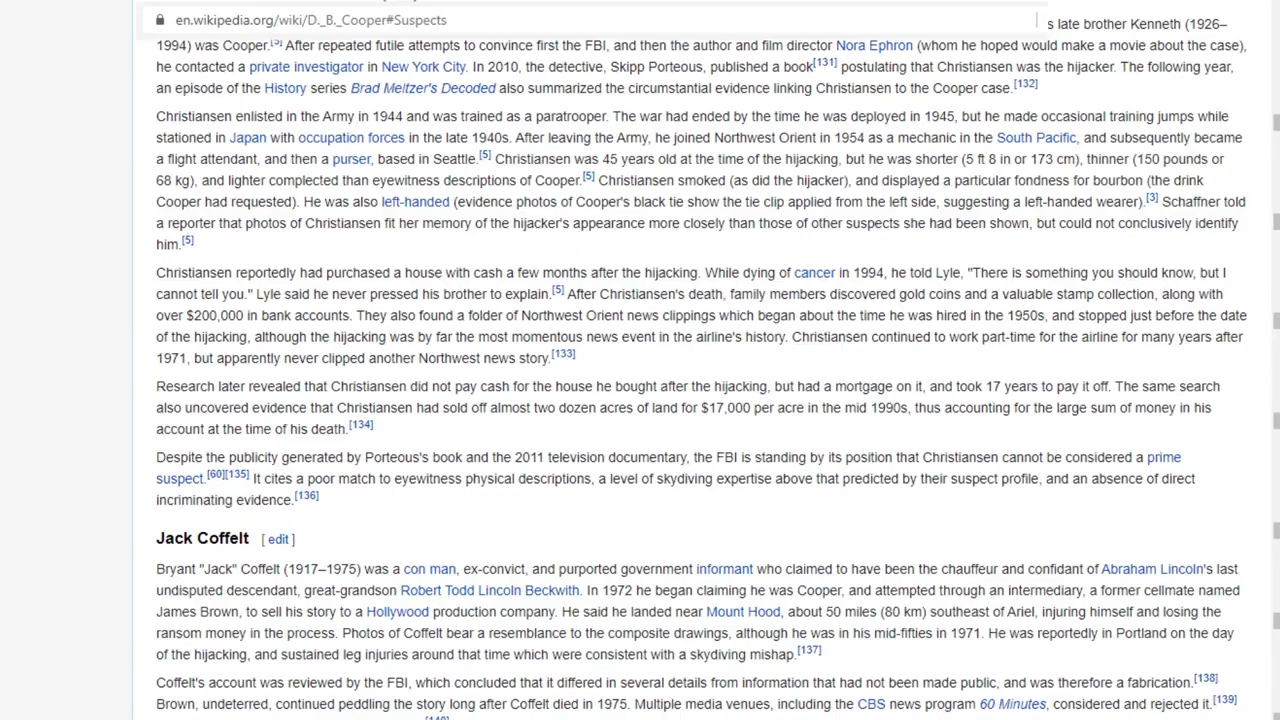 en.wikipedia.org/wiki/D._B._Cooper#Suspects
s late brother Kenneth (1926–
1994) was Cooper.[5] After repeated futile attempts to convince first the FBI, and then the author and film director Nora Ephron (whom he hoped would make a movie about the case),
he contacted a private investigator in New York City. In 2010, the detective, Skipp Porteous, published a book[131] postulating that Christiansen was the hijacker. The following year,
an episode of the History series Brad Meltzer's Decoded also summarized the circumstantial evidence linking Christiansen to the Cooper case.[132]
Christiansen enlisted in the Army in 1944 and was trained as a paratrooper. The war had ended by the time he was deployed in 1945, but he made occasional training jumps while
stationed in Japan with occupation forces in the late 1940s. After leaving the Army, he joined Northwest Orient in 1954 as a mechanic in the South Pacific, and subsequently became
a flight attendant, and then a purser, based in Seattle.[5] Christiansen was 45 years old at the time of the hijacking, but he was shorter (5 ft 8 in or 173 cm), thinner (150 pounds or
68 kg), and lighter complected than eyewitness descriptions of Cooper.[5] Christiansen smoked (as did the hijacker), and displayed a particular fondness for bourbon (the drink
Cooper had requested). He was also left-handed (evidence photos of Cooper's black tie show the tie clip applied from the left side, suggesting a left-handed wearer).[3] Schaffner told
a reporter that photos of Christiansen fit her memory of the hijacker's appearance more closely than those of other suspects she had been shown, but could not conclusively identify
him.[5]
Christiansen reportedly had purchased a house with cash a few months after the hijacking. While dying of cancer in 1994, he told Lyle, "There is something you should know, but I
cannot tell you." Lyle said he never pressed his brother to explain.[5] After Christiansen's death, family members discovered gold coins and a valuable stamp collection, along with
over $200,000 in bank accounts. They also found a folder of Northwest Orient news clippings which began about the time he was hired in the 1950s, and stopped just before the date
of the hijacking, although the hijacking was by far the most momentous news event in the airline's history. Christiansen continued to work part-time for the airline for many years after
1971, but apparently never clipped another Northwest news story.[133]
Research later revealed that Christiansen did not pay cash for the house he bought after the hijacking, but had a mortgage on it, and took 17 years to pay it off. The same search
also uncovered evidence that Christiansen had sold off almost two dozen acres of land for $17,000 per acre in the mid 1990s, thus accounting for the large sum of money in his
account at the time of his death.[134]
Despite the publicity generated by Porteous's book and the 2011 television documentary, the FBI is standing by its position that Christiansen cannot be considered a prime
suspect.[60][135] It cites a poor match to eyewitness physical descriptions, a level of skydiving expertise above that predicted by their suspect profile, and an absence of direct
incriminating evidence.[136]
Jack Coffelt [ edit ]
Bryant "Jack" Coffelt (1917–1975) was a con man, ex-convict, and purported government informant who claimed to have been the chauffeur and confidant of Abraham Lincoln's last
undisputed descendant, great-grandson Robert Todd Lincoln Beckwith. In 1972 he began claiming he was Cooper, and attempted through an intermediary, a former cellmate named
James Brown, to sell his story to a Hollywood production company. He said he landed near Mount Hood, about 50 miles (80 km) southeast of Ariel, injuring himself and losing the
ransom money in the process. Photos of Coffelt bear a resemblance to the composite drawings, although he was in his mid-fifties in 1971. He was reportedly in Portland on the day
of the hijacking, and sustained leg injuries around that time which were consistent with a skydiving mishap.[137]
Coffelt's account was reviewed by the FBI, which concluded that it differed in several details from information that had not been made public, and was therefore a fabrication.[138]
Brown, undeterred, continued peddling the story long after Coffelt died in 1975. Multiple media venues, including the CBS news program 60 Minutes, considered and rejected it.[139]